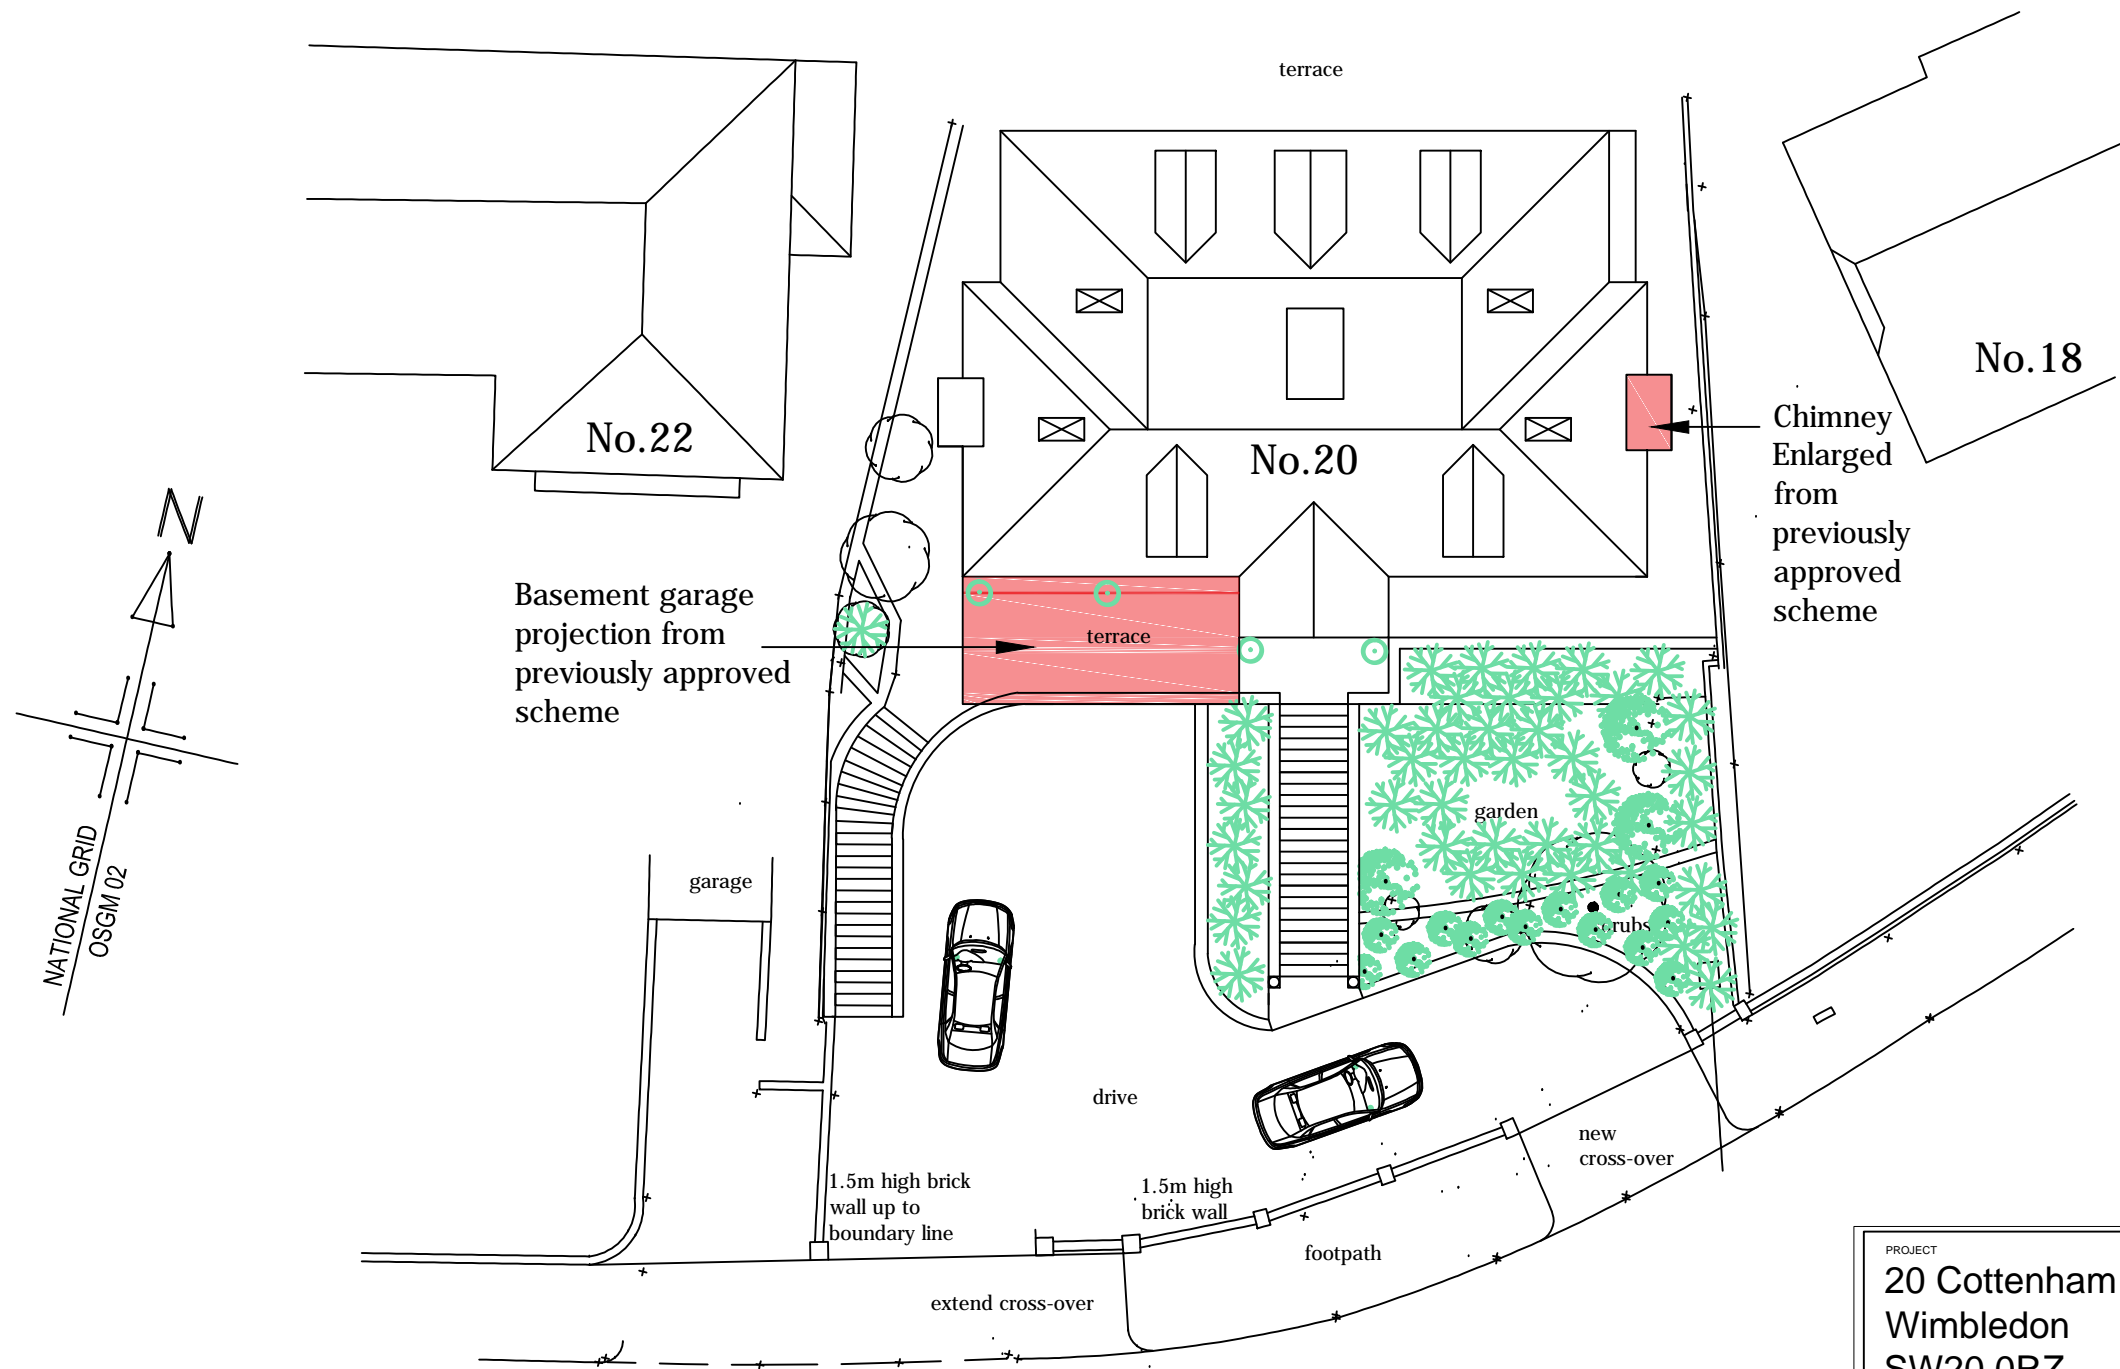 terrace
No.18
No.22
No.20
Chimney
Enlarged
from
previously
approved
scheme
N
Basement garage
projection from
previously approved
scheme
terrace
garden
garage
NATIONAL GRID
OSGM 02
drive
new
cross-over
1.5m high brick
wall up to
boundary line
1.5m high
brick wall
footpath
extend cross-over
PROJECT
20 Cottenham
Wimbledon
SW20 0RZ